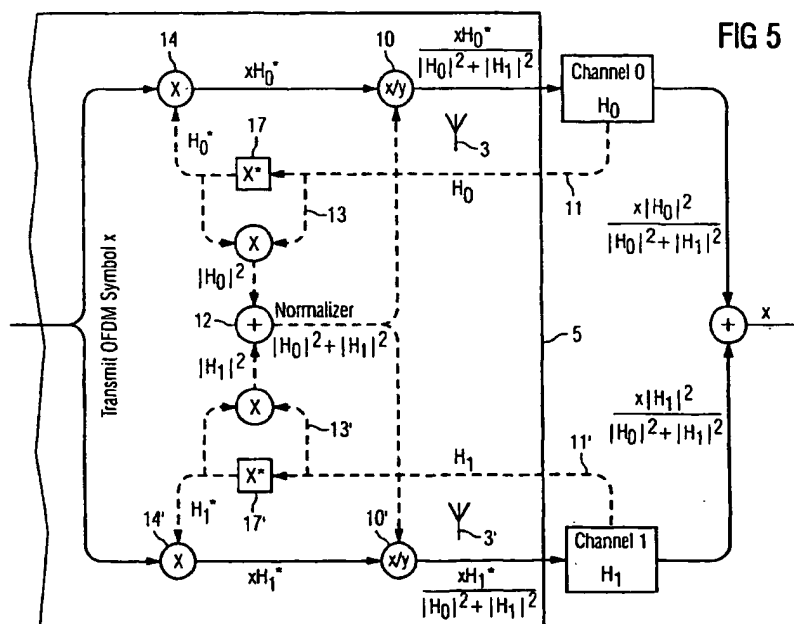 FIG 5
14
10
xH₀*
xH₀*
|H₀|² + |H₁|²
Channel 0
H₀
X
x/y
H₀*
17
X*
3
H₀
11
13
X
|H₀|²
x|H₀|²
|H₀|² + |H₁|²
Transmit OFDM Symbol x
12
+
Normalizer
|H₀|² + |H₁|²
5
+
x
|H₁|²
X
13'
x|H₁|²
|H₀|² + |H₁|²
H₁
11'
X*
17'
H₁*
14'
10'
3'
X
x/y
xH₁*
xH₁*
|H₀|² + |H₁|²
Channel 1
H₁